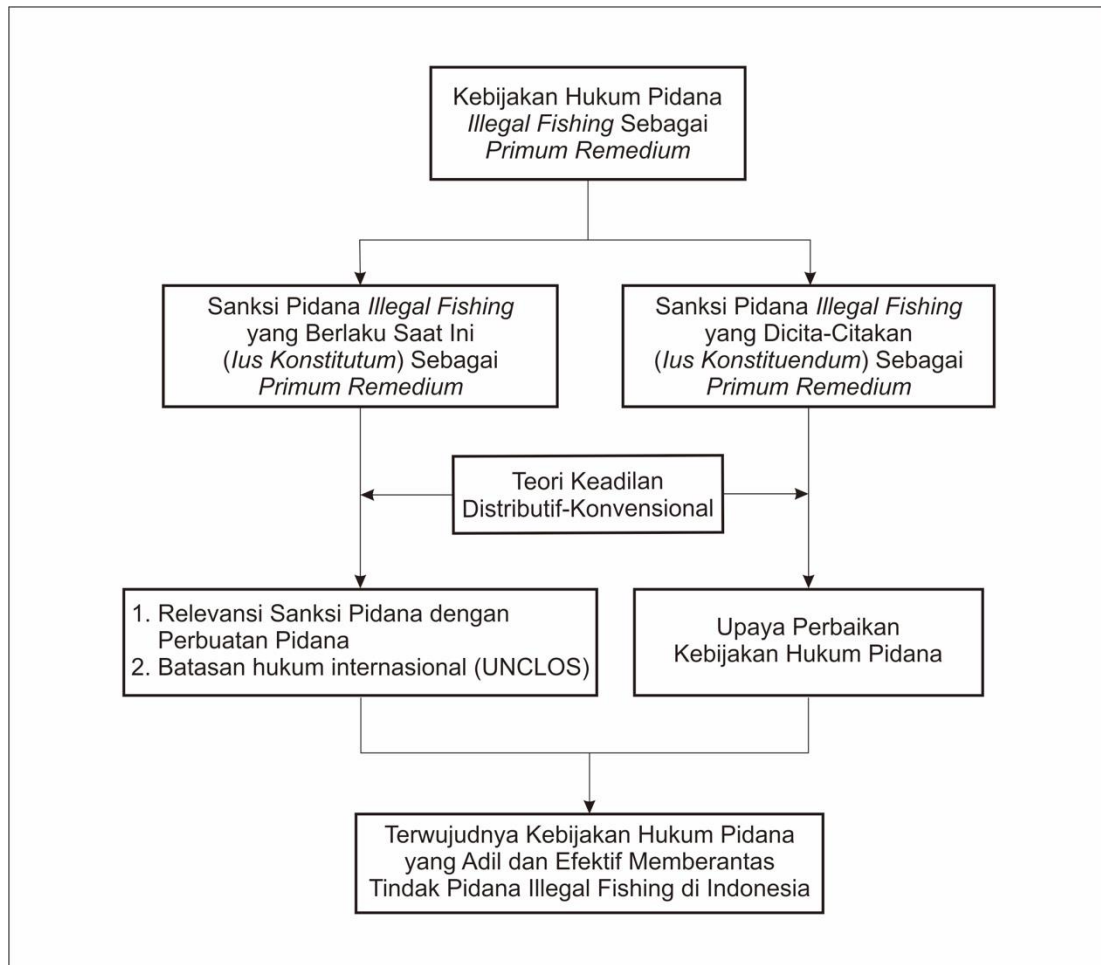 Kebijakan Hukum Pidana
Illegal Fishing Sebagai
Primum Remedium
Sanksi Pidana Illegal Fishing
yang Berlaku Saat Ini
(Ius Konstitutum) Sebagai
Primum Remedium
Sanksi Pidana Illegal Fishing
yang Dicita-Citakan
(Ius Konstituendum) Sebagai
Primum Remedium
Teori Keadilan
Distributif-Konvensional
1. Relevansi Sanksi Pidana dengan
Perbuatan Pidana
2. Batasan hukum internasional (UNCLOS)
Upaya Perbaikan
Kebijakan Hukum Pidana
Terwujudnya Kebijakan Hukum Pidana
yang Adil dan Efektif Memberantas
Tindak Pidana Illegal Fishing di Indonesia